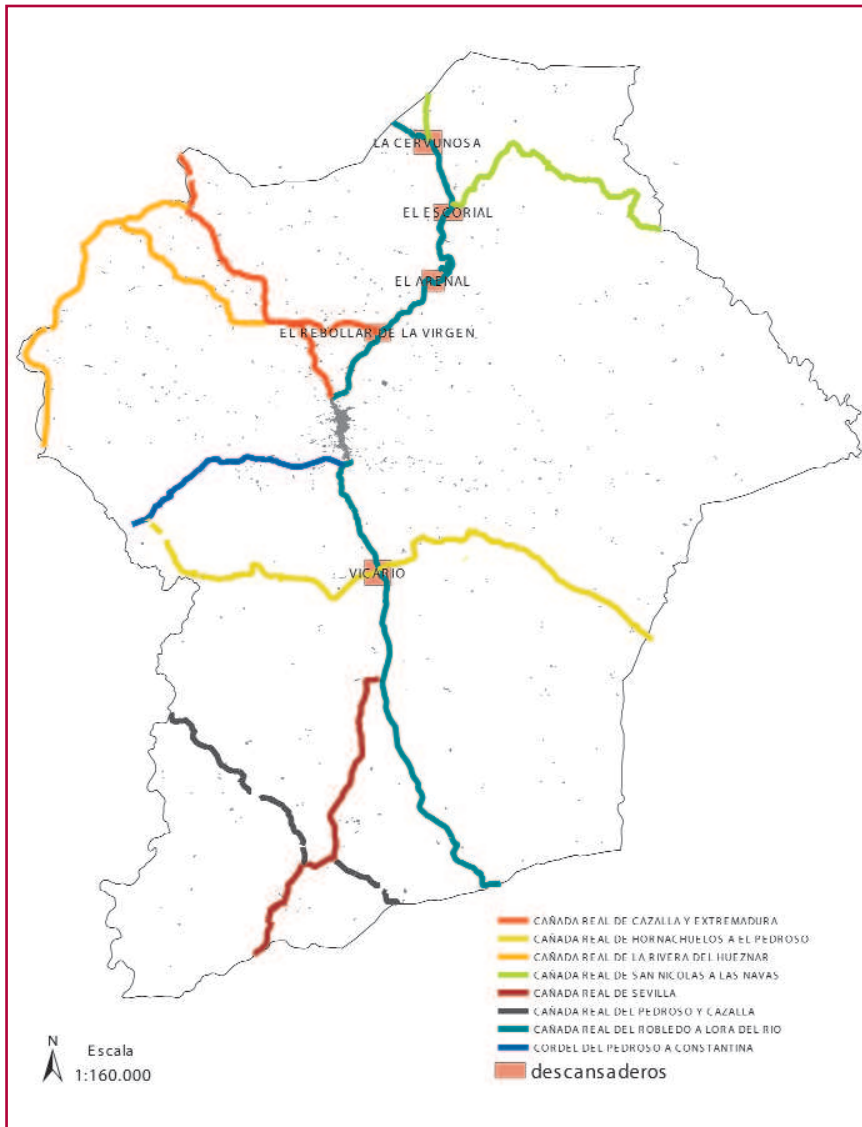 LA CERVUNOSA
EL ESCORIAL
EL ARENAL
EL REBOLLAR DE LA VIRGEN
VICARIO
CAÑADA REAL DE CAZALLA Y EXTREMADURA
CAÑADA REAL DE HORNACHUELOS A EL PEDROSO
CAÑADA REAL DE LA RIVERA DEL HUEZNAR
CAÑADA REAL DE SAN NICOLAS A LAS NAVAS
CAÑADA REAL DE SEVILLA
CAÑADA REAL DEL PEDROSO Y CAZALLA
CAÑADA REAL DEL ROBLEDO A LORA DEL RIO
CORDEL DEL PEDROSO A CONSTANTINA
descansaderos
N
Escala
1:160.000